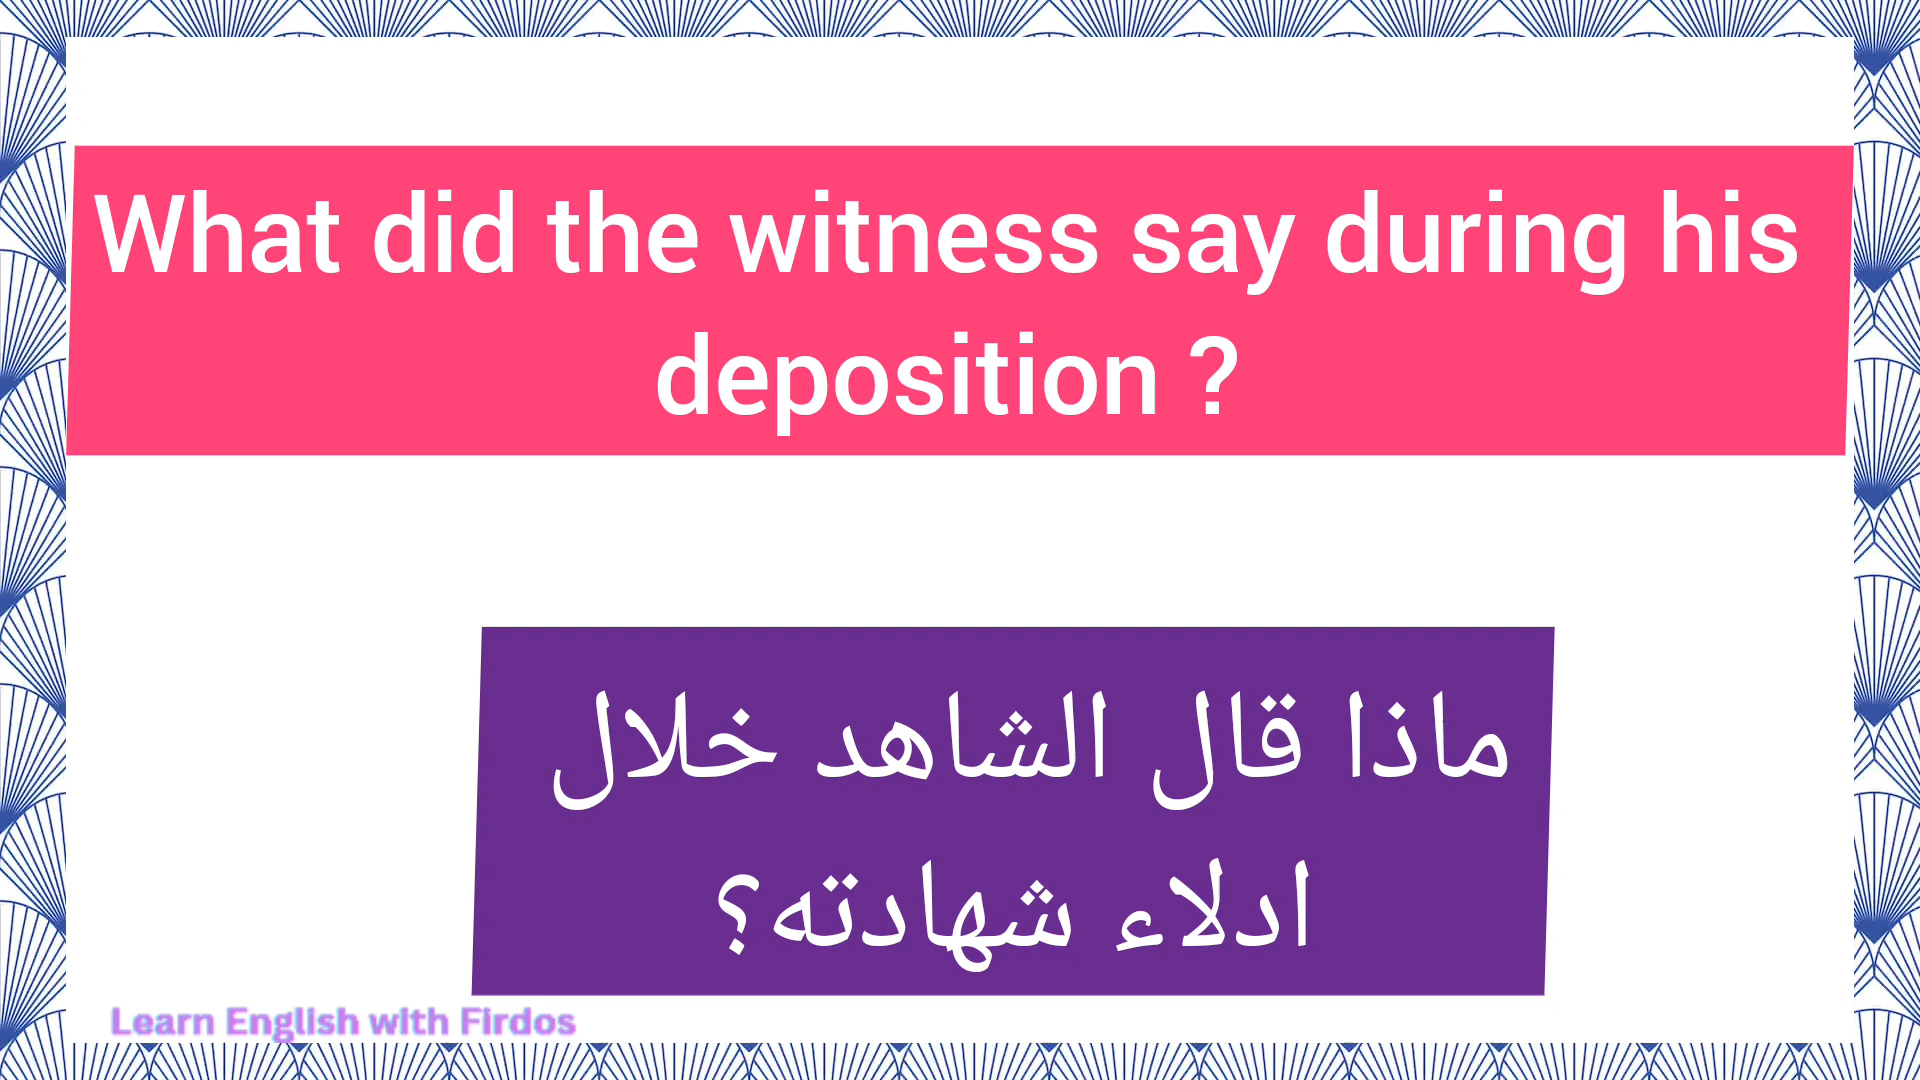 What did the witness say during his
deposition ?
ماذا قال الشاهد خلال
ادلاء شهادته؟
Learn English with Firdos